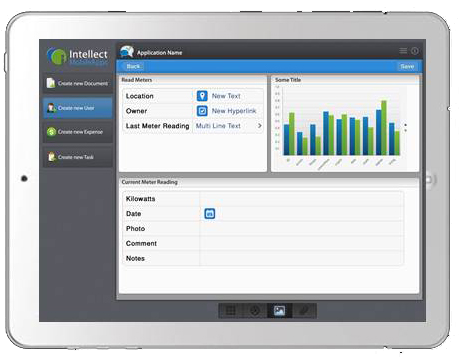 Intellect
MobileApps
Application Name
Back
Save
Create new Document
Create new User
Create new Expense
Create new Task
Read Meters
Location
New Text
Owner
New Hyperlink
Last Meter Reading
Multi Line Text
Some Title
Current Meter Reading
Kilowatts
Date
Photo
Comment
Notes